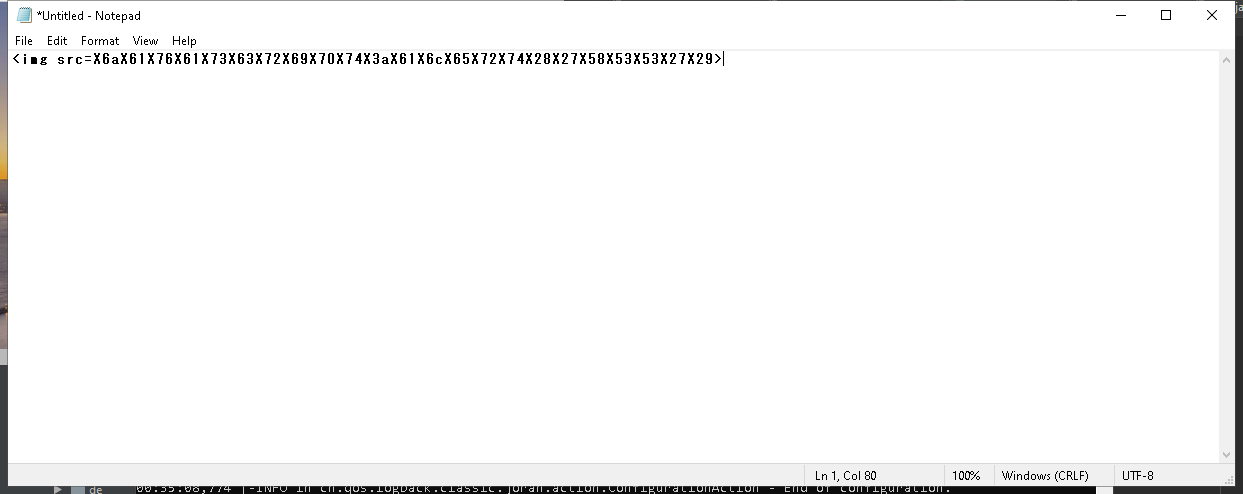 *Untitled - Notepad
File Edit Format View Help
<img src=X6aX61X76X61X73X63X72X69X70X74X3aX61X6cX65X72X74X28X27X58X53X53X27X29>
Ln 1, Col 80 100% Windows (CRLF) UTF-8
de 00:35:08,774 |-INFO in ch.qos.logback.classic.joran.action.ConfigurationAction - End of configuration.